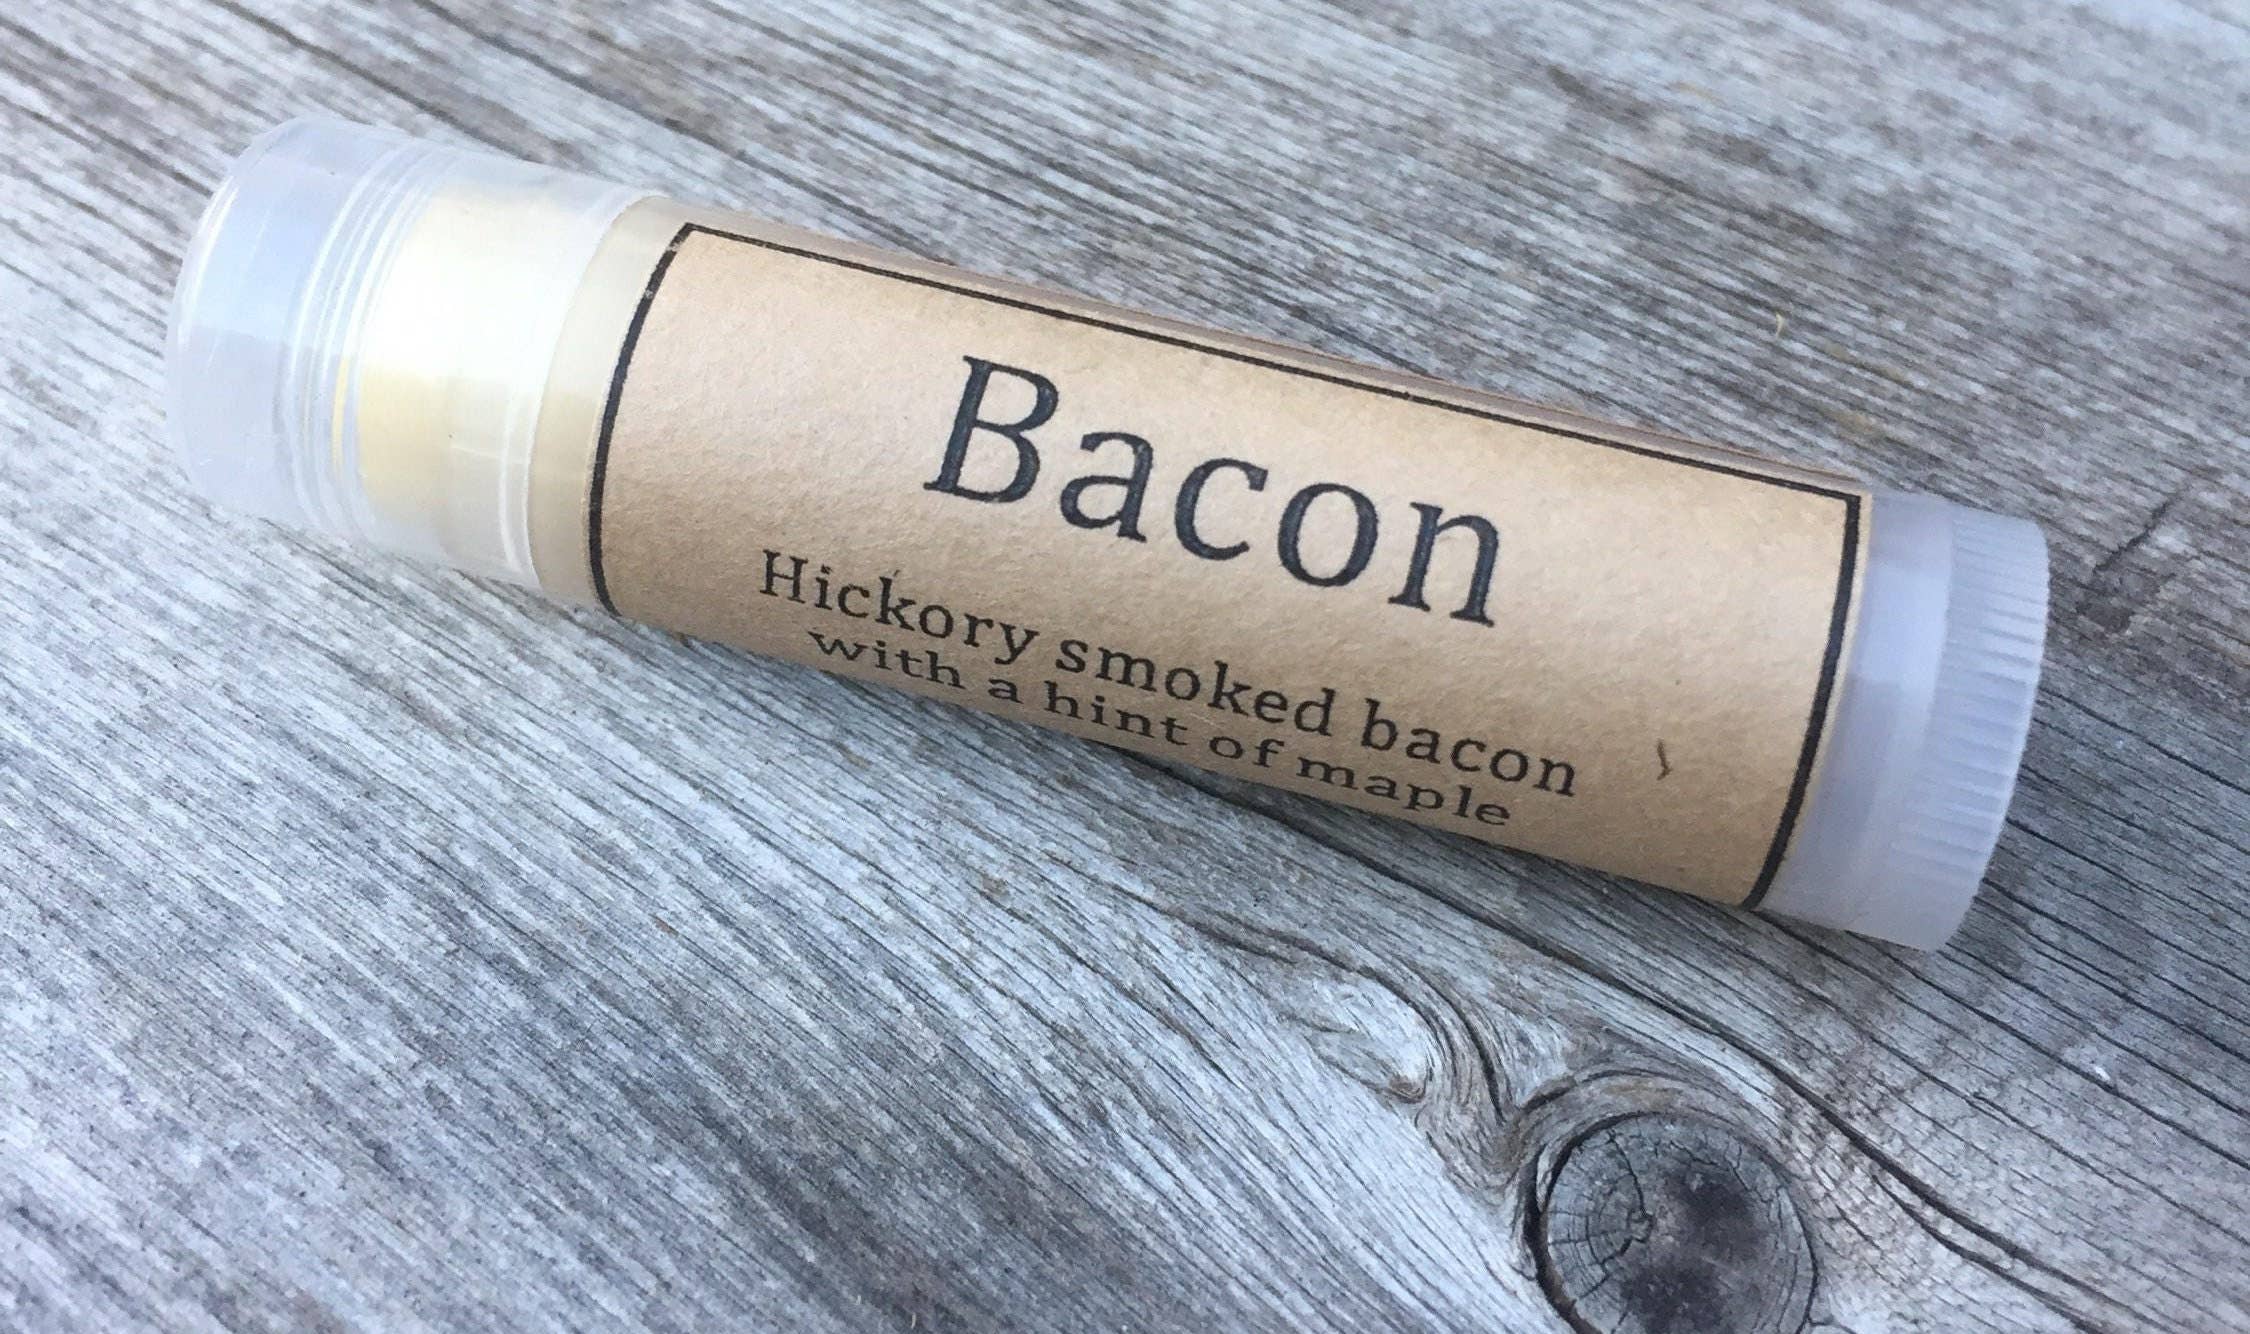 Bacon
Hickory smoked bacon
with a hint of maple